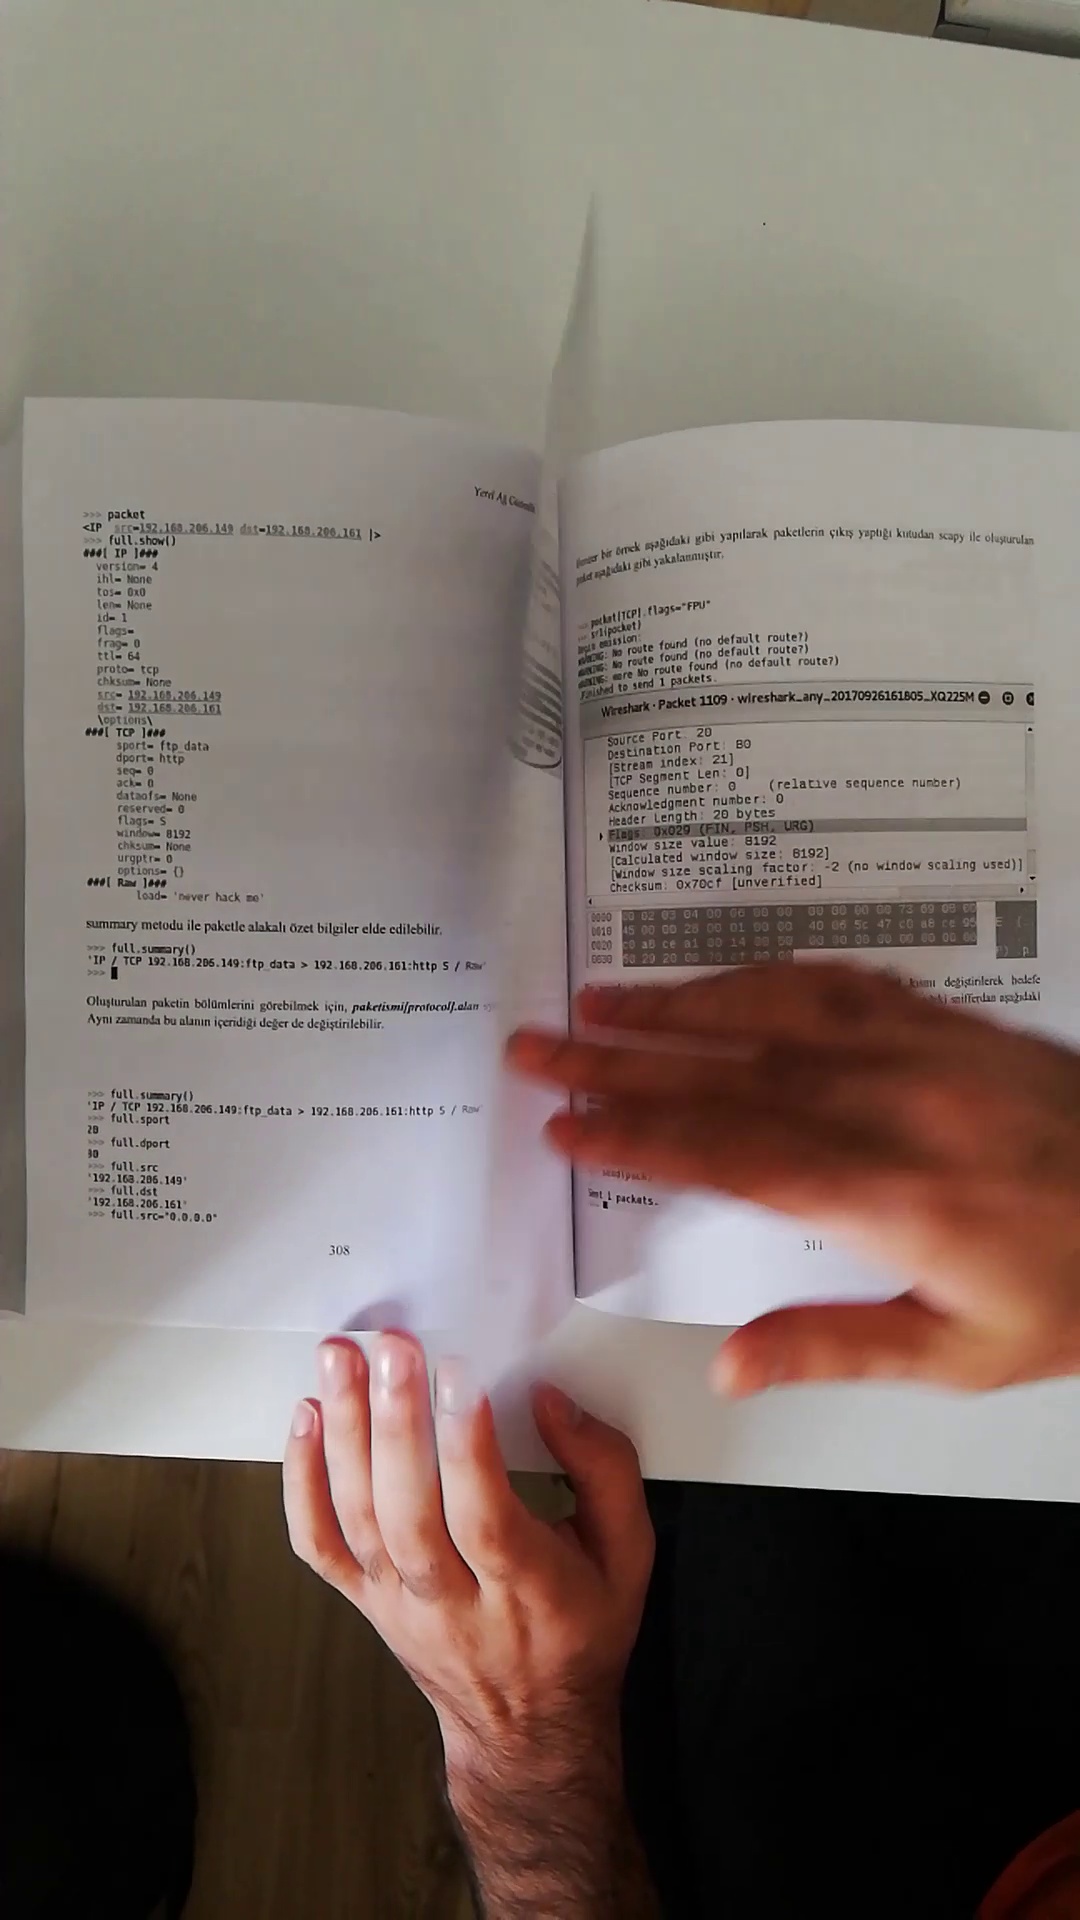 Yerel Ağ
>>> packet
<IP src=192.168.206.149 dst=192.168.206.161 |>
>>> full.show()
###[ IP ]###
version= 4
ihl= None
tos= 0x0
len= None
id= 1
flags=
frag= 0
ttl= 64
proto= tcp
chksum= None
src= 192.168.206.149
dst= 192.168.206.161
\options\
###[ TCP ]###
sport= ftp_data
dport= http
seq= 0
ack= 0
dataofs= None
reserved= 0
flags= S
window= 8192
chksum= None
urgptr= 0
options= {}
###[ Raw ]###
load= 'never hack me'
summary metodu ile paketle alakalı özet bilgiler elde edilebilir.
>>> full.summary()
'IP / TCP 192.168.206.149:ftp_data > 192.168.206.161:http S / Raw'
>>>
Oluşturulan paketin bölümlerini görebilmek için, paketismi[protocol].alan
Aynı zamanda bu alanın içeridiği değer de değiştirilebilir.
>>> full.summary()
'IP / TCP 192.168.206.149:ftp_data > 192.168.206.161:http S / Raw'
>>> full.sport
20
>>> full.dport
80
>>> full.src
'192.168.206.149'
>>> full.dst
'192.168.206.161'
>>> full.src="0.0.0.0"
308
Benzer bir örnek aşağıdaki gibi yapılarak paketlerin çıkış yaptığı kutudan scapy ile oluşturulan
paket aşağıdaki gibi yakalanmıştır.
packet[TCP].flags="FPU"
sr1(packet)
Begin emission:
WARNING: No route found (no default route?)
WARNING: No route found (no default route?)
WARNING: more No route found (no default route?)
Finished to send 1 packets.
Wireshark · Packet 1109 · wireshark_any_20170926161805_XQ225M
Source Port: 20
Destination Port: 80
[Stream index: 21]
[TCP Segment Len: 0]
Sequence number: 0 (relative sequence number)
Acknowledgment number: 0
Header Length: 20 bytes
Flags: 0x029 (FIN, PSH, URG)
Window size value: 8192
[Calculated window size: 8192]
[Window size scaling factor: -2 (no window scaling used)]
Checksum: 0x70cf [unverified]
0000 00 02 03 04 00 06 00 00 00 00 00 00 73 69 08 00
0010 45 00 00 28 00 01 00 00 40 06 5c 47 c0 a8 ce 95 E (
0020 c0 a8 ce a1 00 14 00 50 00 00 00 00 00 00 00 00
0030 50 29 20 00 70 cf 00 00
kısmı değiştirilerek hedefe
snifferdan aşağıdaki
Sent 1 packets.
311